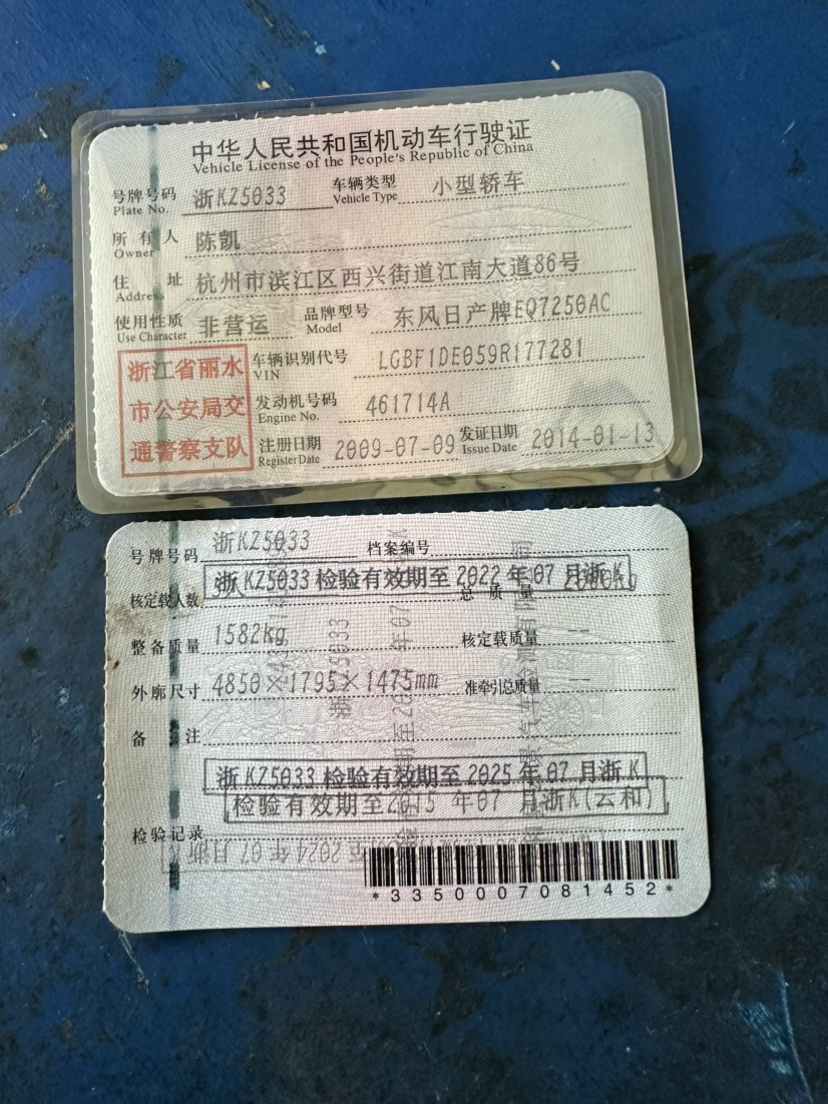 中华人民共和国机动车行驶证
Vehicle License of the People's Republic of China
号牌号码 浙KZ5033 车辆类型 小型轿车
Plate No. Vehicle Type
所有人 陈凯
Owner
住址 杭州市滨江区西兴街道江南大道86号
Address
使用性质 非营运 品牌型号 东风日产牌EQ7250AC
Use Character Model
浙江省丽水
市公安局交
通警察支队
车辆识别代号 LGBF1DE059R177281
VIN
发动机号码 461714A
Engine No.
注册日期 2009-07-09 发证日期 2014-01-13
Register Date Issue Date
号牌号码 浙KZ5033 档案编号
浙KZ5033检验有效期至2022年07月浙K
核定载人数 总质量
整备质量 1582kg 核定载质量 --
外廓尺寸 4850×1795×1475mm 准牵引总质量 --
备注
浙KZ5033检验有效期至2025年07月浙K
检验有效期至2015年07月浙K(云和)
检验记录
*3350007081452*